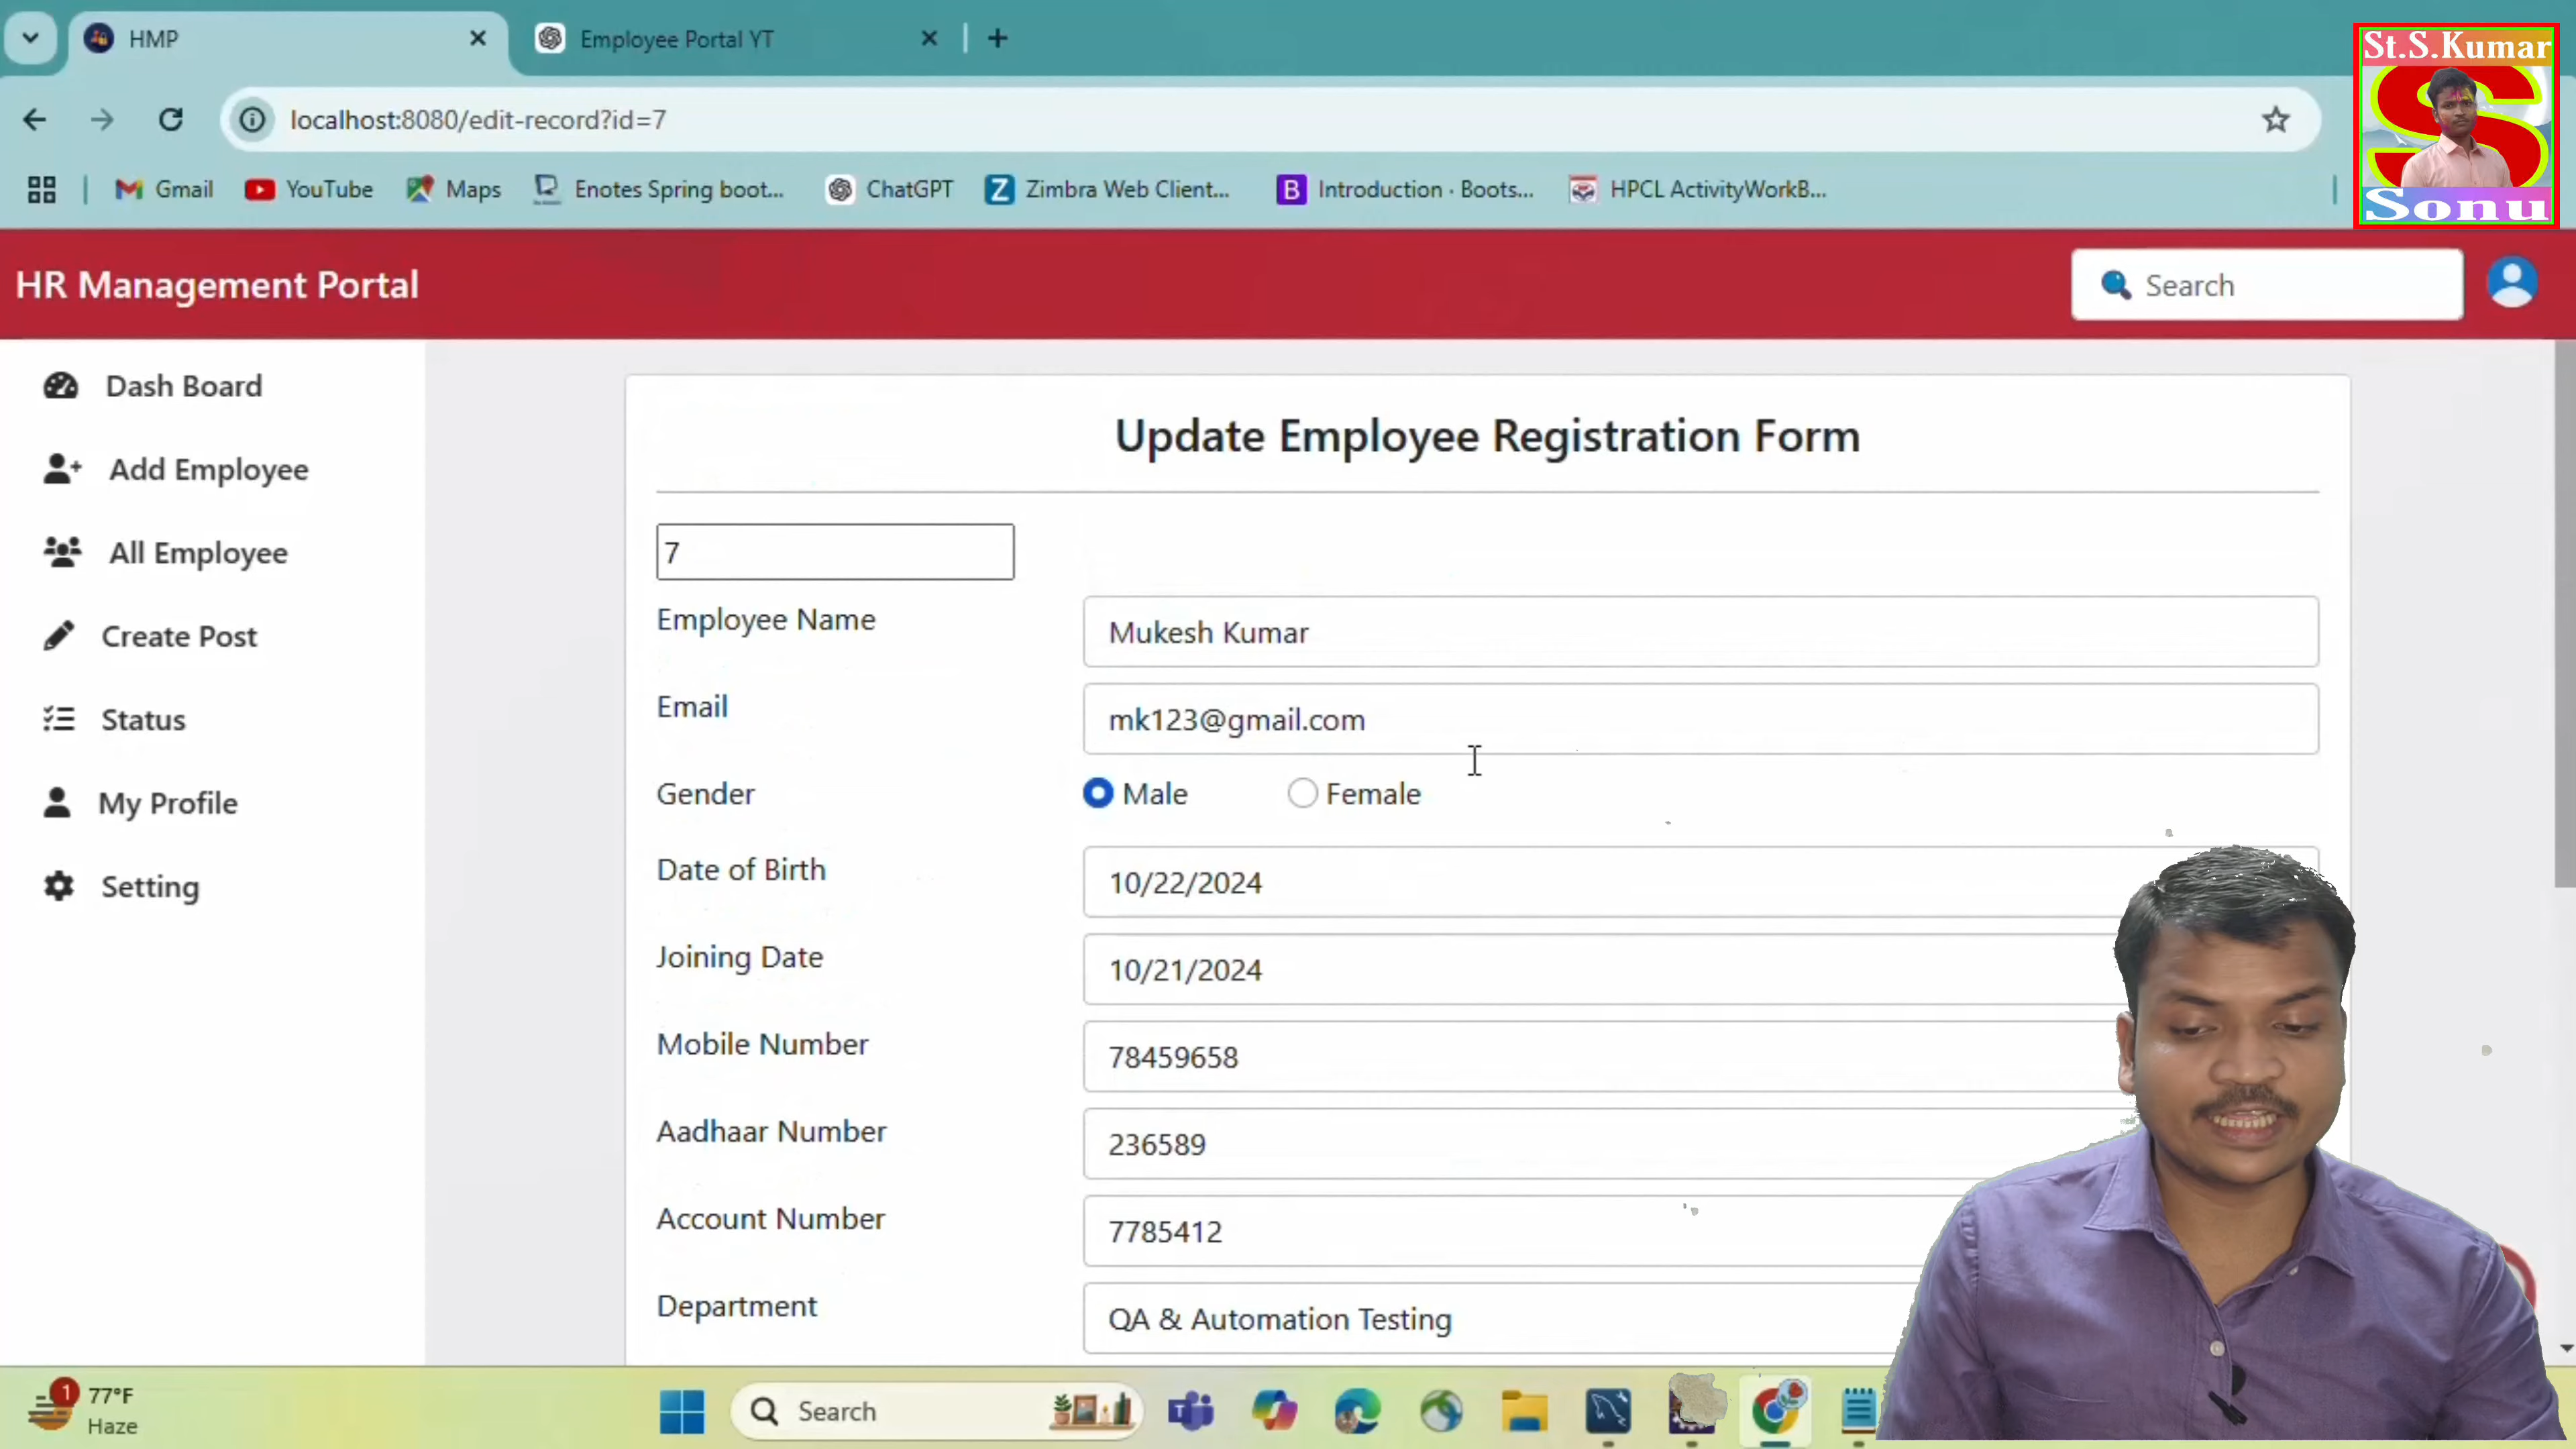 HMP
Employee Portal YT
St.S.Kumar
Sonu
localhost:8080/edit-record?id=7
Gmail
YouTube
Maps
Enotes Spring boot...
ChatGPT
Z Zimbra Web Client...
B Introduction · Boots...
HPCL ActivityWorkB...
HR Management Portal
Search
Dash Board
Add Employee
All Employee
Create Post
Status
My Profile
Setting
Update Employee Registration Form
7
Employee Name
Mukesh Kumar
Email
mk123@gmail.com
Gender
Male
Female
Date of Birth
10/22/2024
Joining Date
10/21/2024
Mobile Number
78459658
Aadhaar Number
236589
Account Number
7785412
Department
QA & Automation Testing
1
77°F
Haze
Search